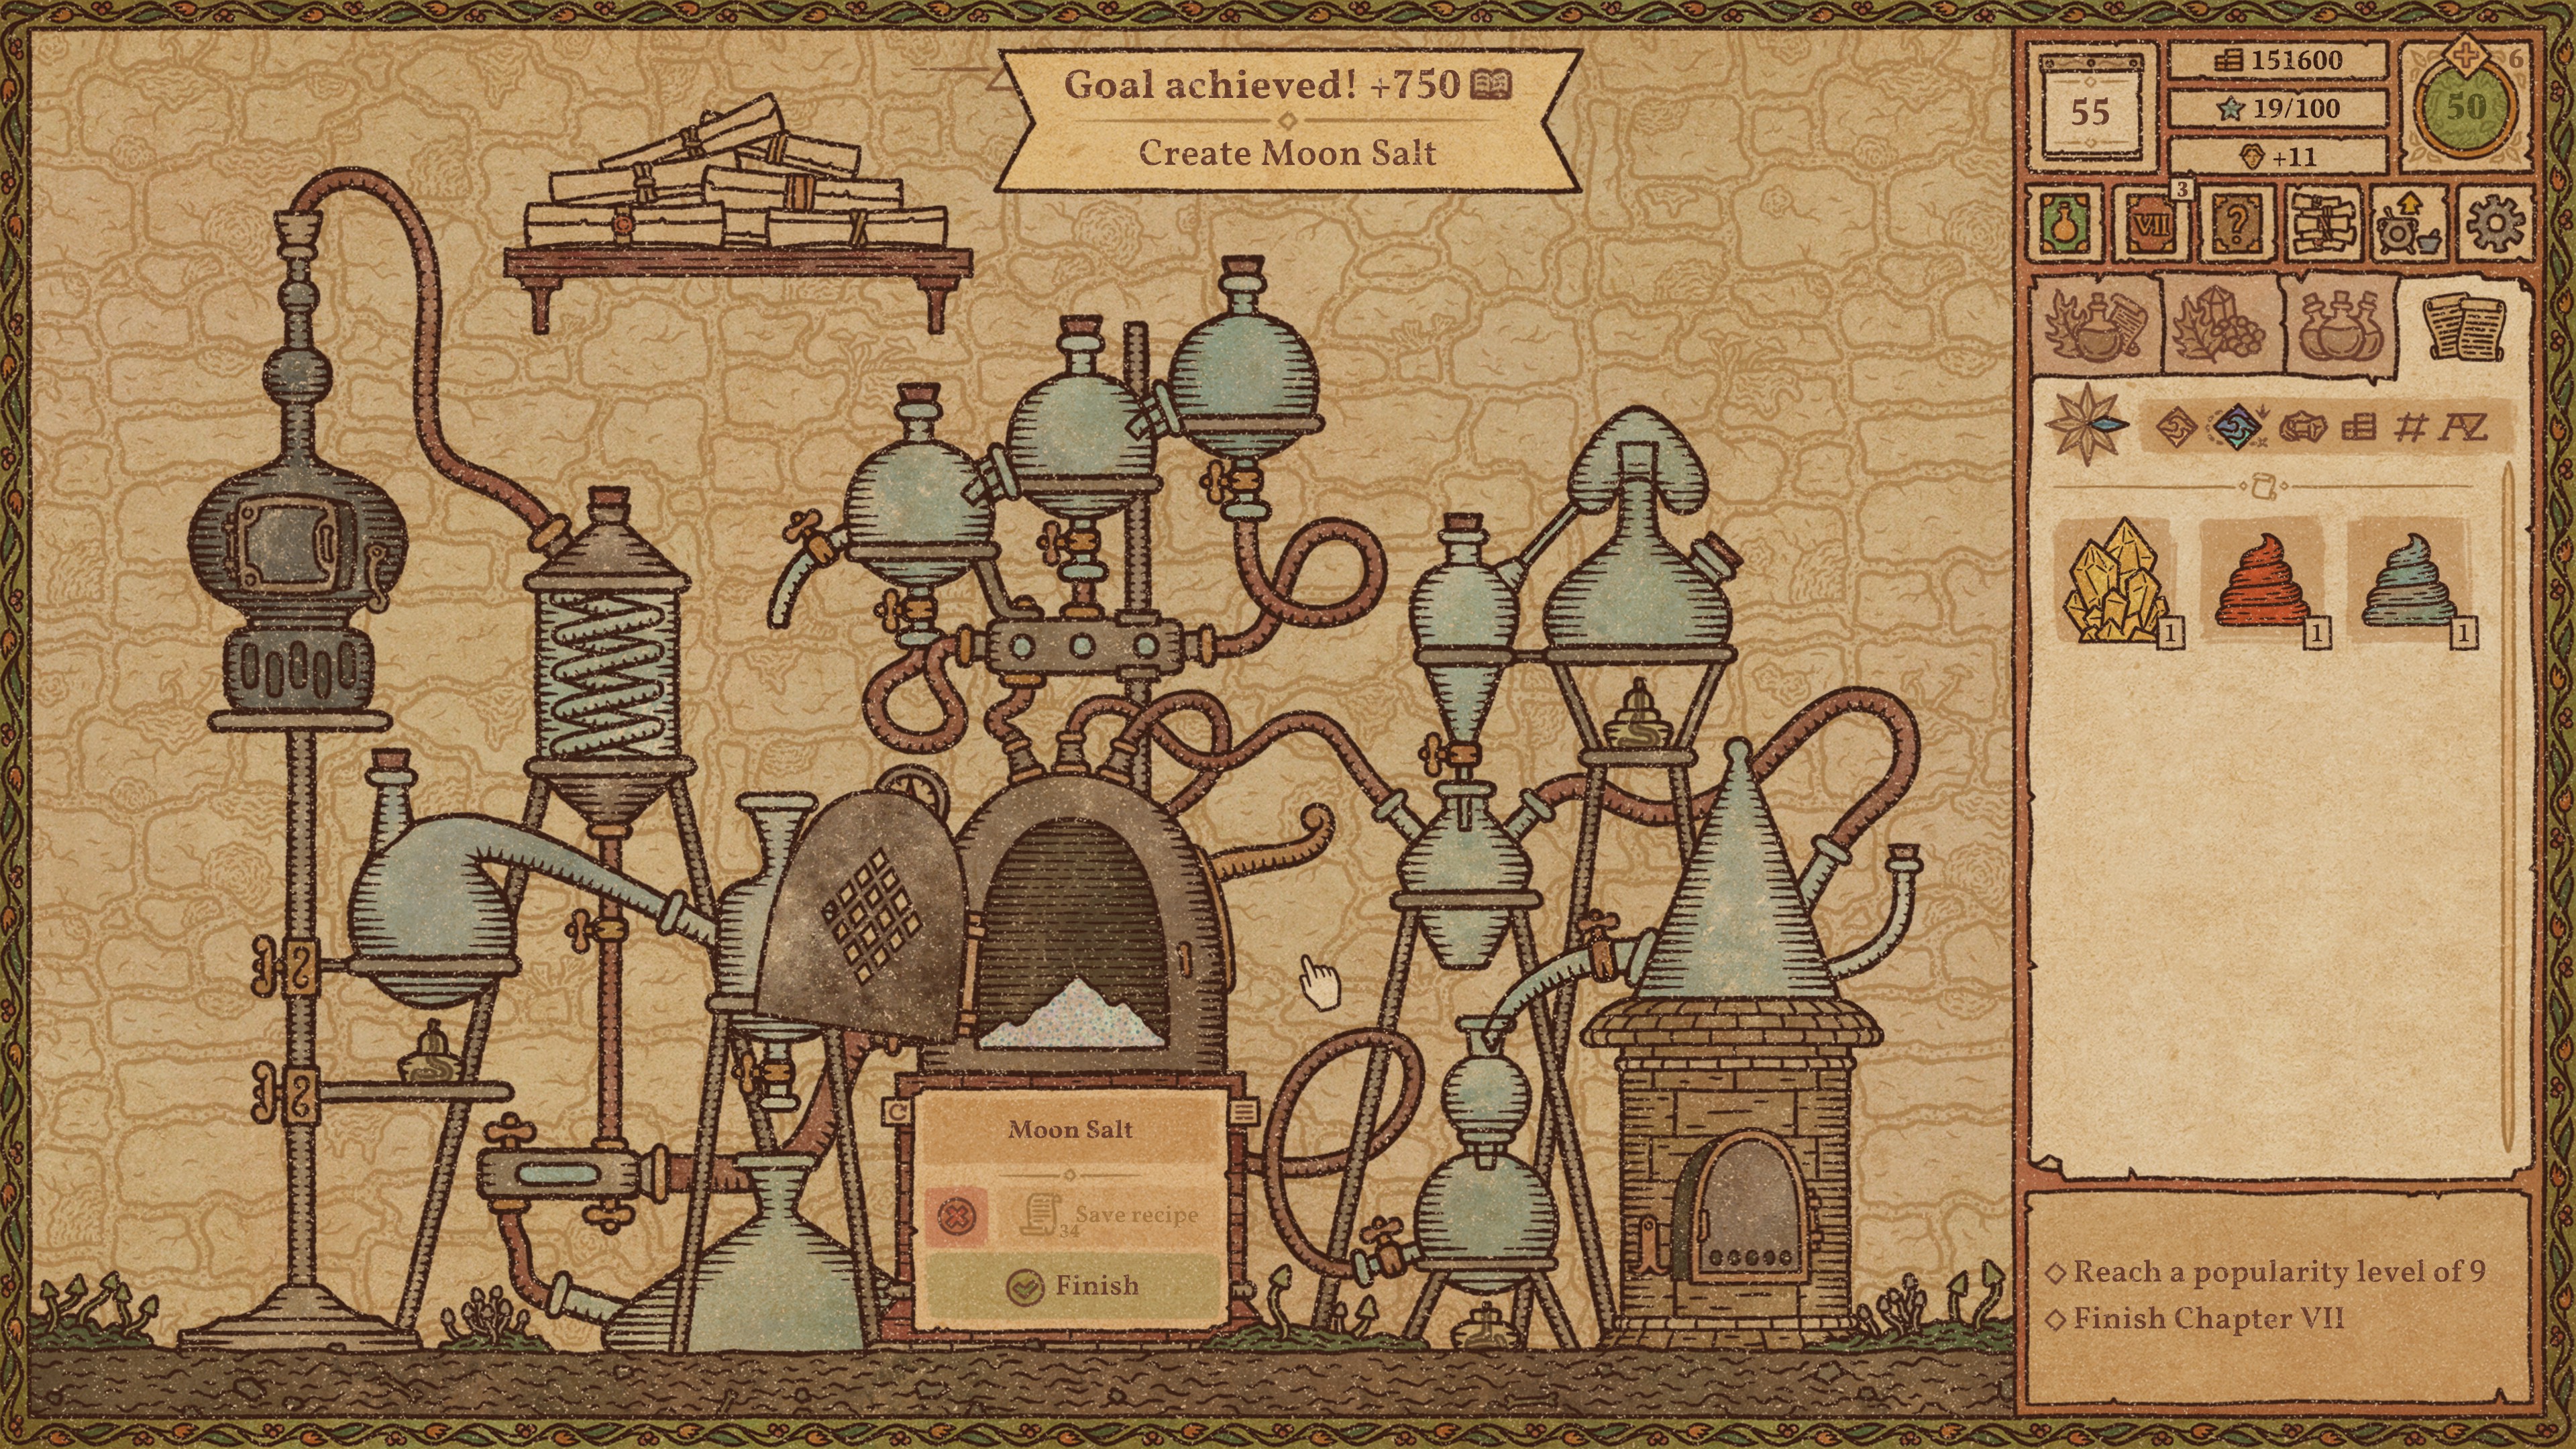 Goal achieved! +750
Create Moon Salt
55
151600
19/100
+11
6
50
VII
3
?
# AZ
1
1
1
Moon Salt
34 Save recipe
Finish
Reach a popularity level of 9
Finish Chapter VII